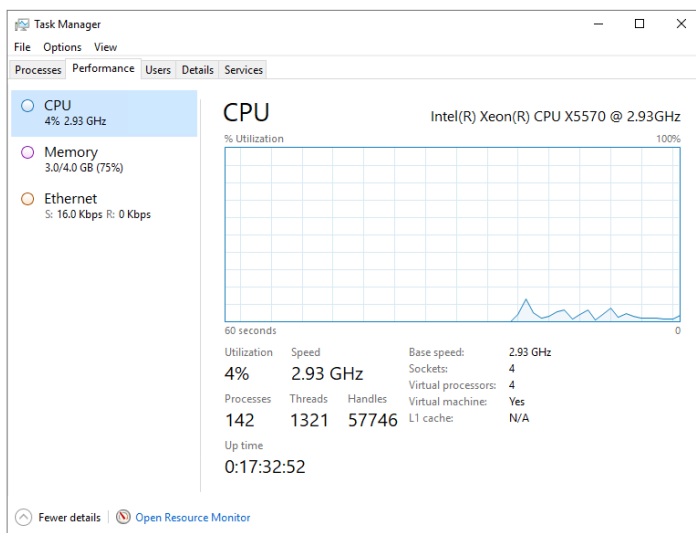 Task Manager
File Options View
Processes Performance Users Details Services
CPU
4% 2.93 GHz
Memory
3.0/4.0 GB (75%)
Ethernet
S: 16.0 Kbps R: 0 Kbps
CPU Intel(R) Xeon(R) CPU X5570 @ 2.93GHz
% Utilization 100%
60 seconds 0
Utilization Speed
4% 2.93 GHz
Processes Threads Handles
142 1321 57746
Up time
0:17:32:52
Base speed: 2.93 GHz
Sockets: 4
Virtual processors: 4
Virtual machine: Yes
L1 cache: N/A
Fewer details Open Resource Monitor